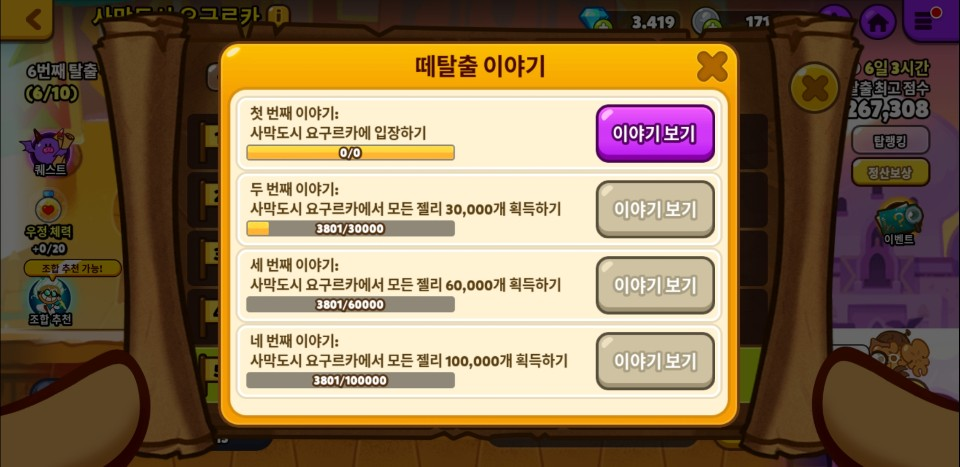 사막도시 요구르카
3,419
171
6번째 탈출
(6/10)
퀘스트
우정 체력
+0/20
조합 추천 가능!
조합 추천
떼탈출 이야기
첫 번째 이야기:
사막도시 요구르카에 입장하기
0/0
이야기 보기
두 번째 이야기:
사막도시 요구르카에서 모든 젤리 30,000개 획득하기
3801/30000
이야기 보기
세 번째 이야기:
사막도시 요구르카에서 모든 젤리 60,000개 획득하기
3801/60000
이야기 보기
네 번째 이야기:
사막도시 요구르카에서 모든 젤리 100,000개 획득하기
3801/100000
이야기 보기
6일 3시간
탈출 최고 점수
267,308
탑랭킹
정산보상
이벤트